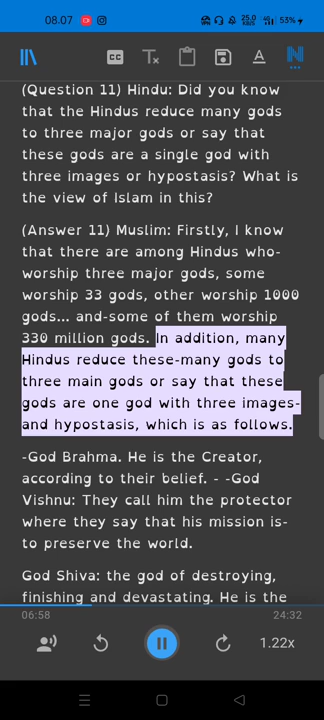 08.07
25.0 KB/S
4G
53%
CC
A
(Question 11) Hindu: Did you know
that the Hindus reduce many gods
to three major gods or say that
these gods are a single god with
three images or hypostasis? What is
the view of Islam in this?
(Answer 11) Muslim: Firstly, I know
that there are among Hindus who-
worship three major gods, some
worship 33 gods, other worship 1000
gods... and-some of them worship
330 million gods. In addition, many
Hindus reduce these-many gods to
three main gods or say that these
gods are one god with three images-
and hypostasis, which is as follows.
-God Brahma. He is the Creator,
according to their belief. - -God
Vishnu: They call him the protector
where they say that his mission is-
to preserve the world.
God Shiva: the god of destroying,
finishing and devastating. He is the
06:58
24:32
1.22x